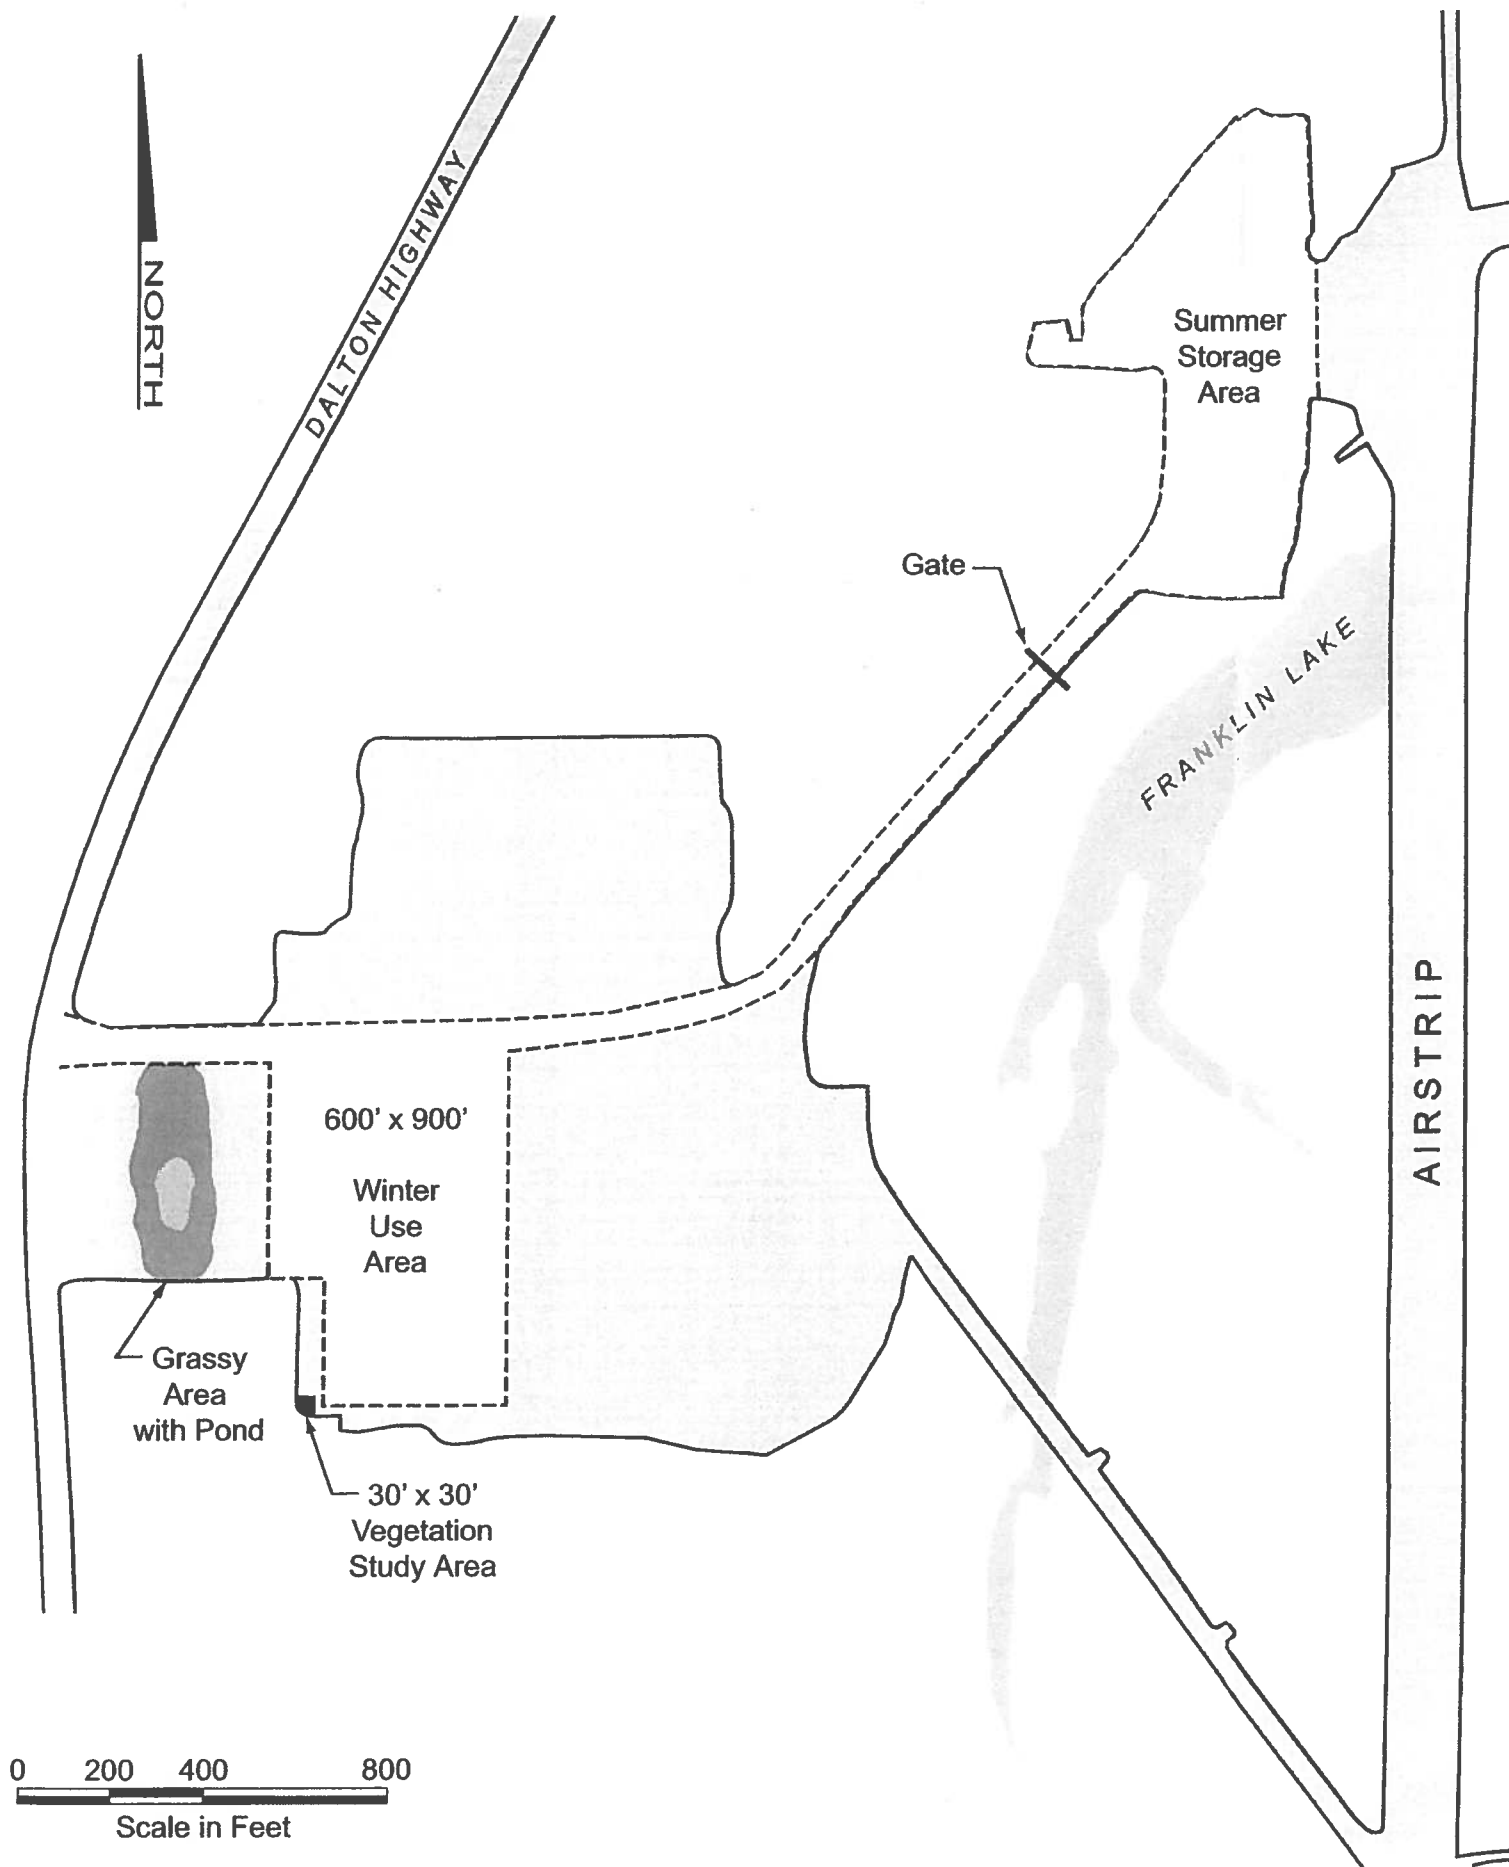 DALTON HIGHWAY
NORTH
Summer
Storage
Area
Gate
FRANKLIN LAKE
AIRSTRIP
600' x 900'
Winter
Use
Area
Grassy
Area
with Pond
30' x 30'
Vegetation
Study Area
0 200 400 800
Scale in Feet